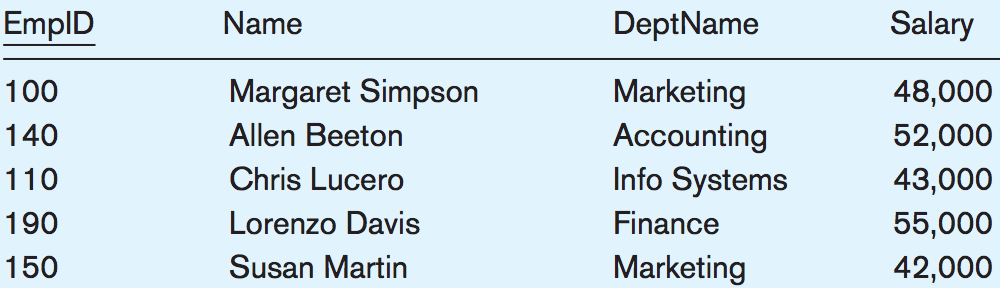 EmpID Name DeptName Salary
100 Margaret Simpson Marketing 48,000
140 Allen Beeton Accounting 52,000
110 Chris Lucero Info Systems 43,000
190 Lorenzo Davis Finance 55,000
150 Susan Martin Marketing 42,000